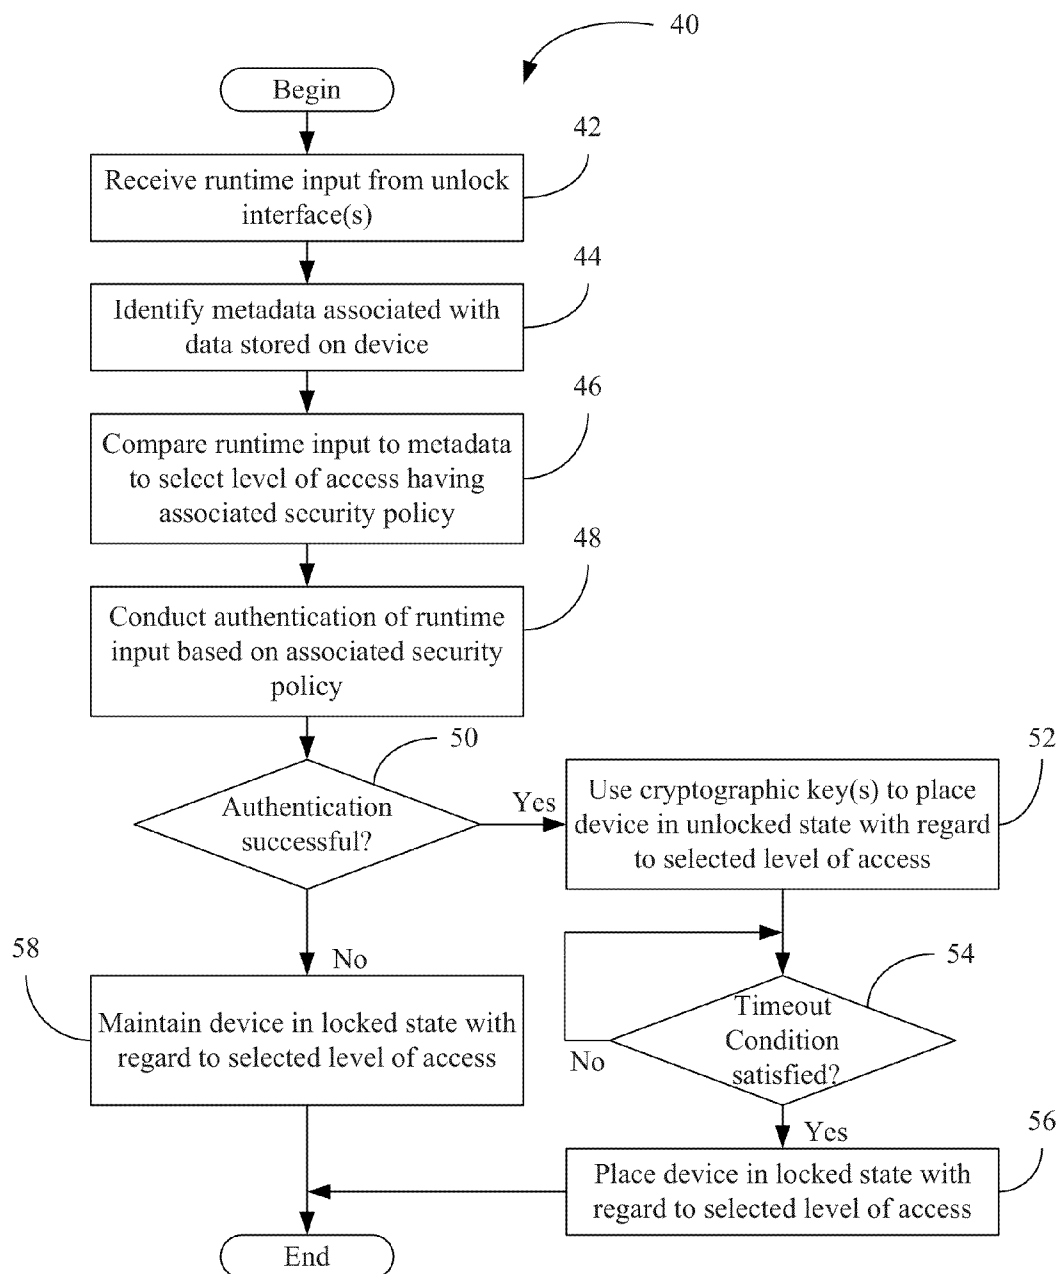 40
Begin
42
Receive runtime input from unlock
interface(s)
44
Identify metadata associated with
data stored on device
46
Compare runtime input to metadata
to select level of access having
associated security policy
48
Conduct authentication of runtime
input based on associated security
policy
50
Authentication
successful?
Yes
52
Use cryptographic key(s) to place
device in unlocked state with regard
to selected level of access
No
58
Maintain device in locked state with
regard to selected level of access
54
Timeout
Condition
satisfied?
No
Yes
56
Place device in locked state with
regard to selected level of access
End